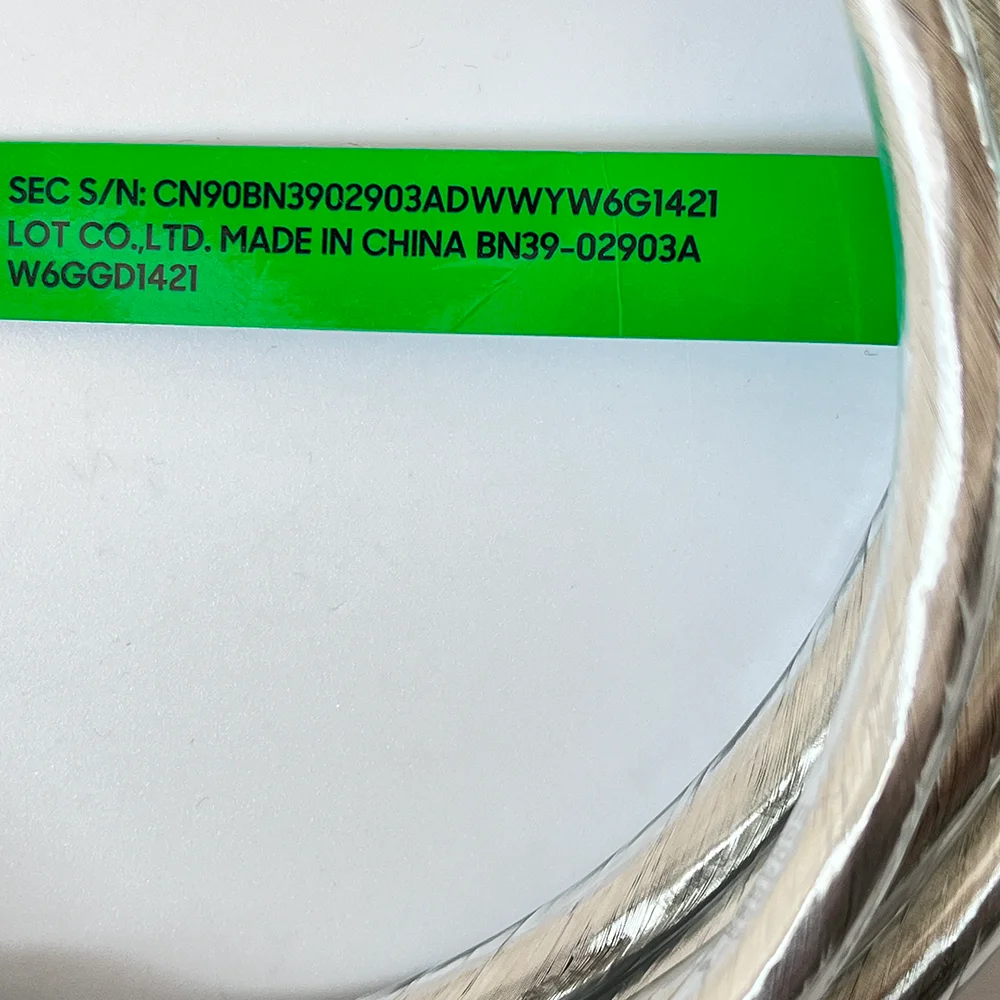 SEC S/N: CN90BN3902903ADWWYW6G1421
LOT CO.,LTD. MADE IN CHINA BN39-02903A
W6GGD1421